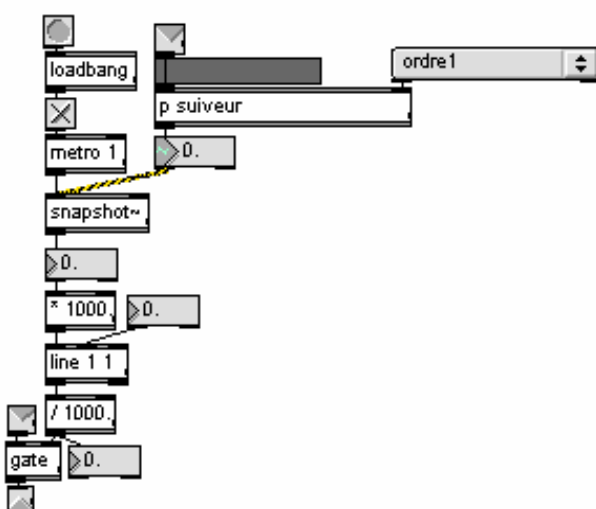 loadbang
ordre1
p suiveur
metro 1
0.
snapshot~
0.
* 1000.
0.
line 1 1
/ 1000.
gate
0.